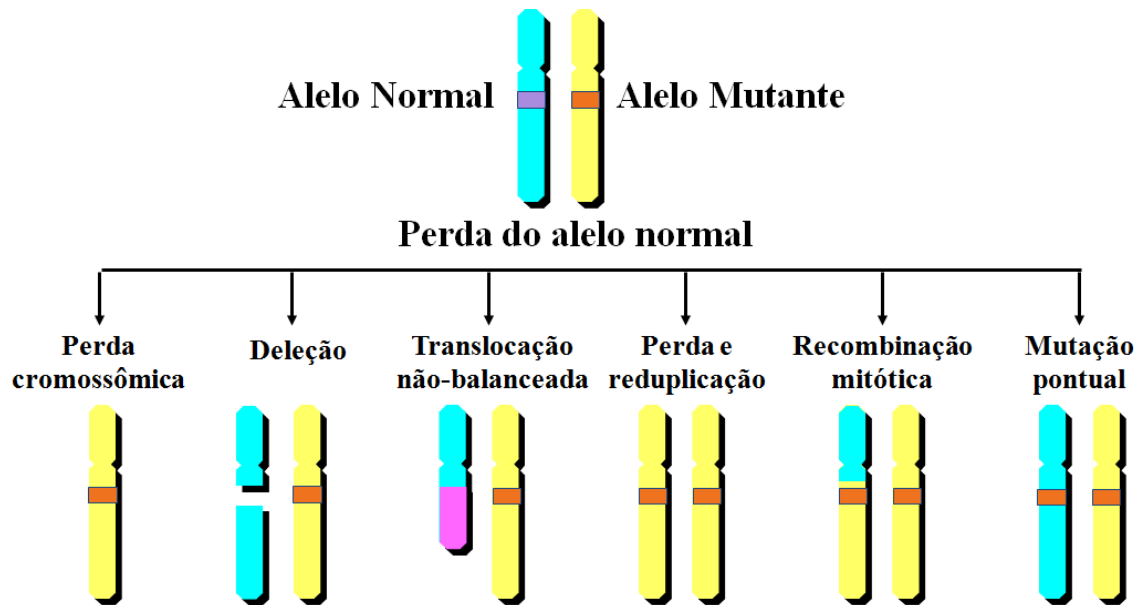 Alelo Normal
Alelo Mutante
Perda do alelo normal
Perda
cromossômica
Deleção
Translocação
não-balanceada
Perda e
reduplicação
Recombinação
mitótica
Mutação
pontual